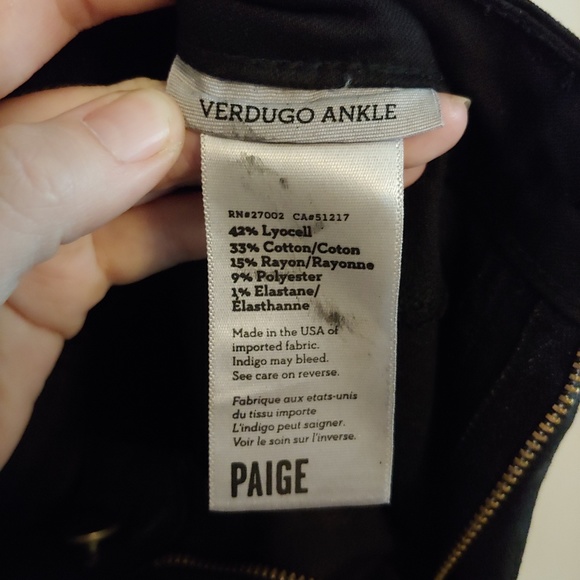 VERDUGO ANKLE
RN#27002 CA#51217
42% Lyocell
33% Cotton/Coton
15% Rayon/Rayonne
9% Polyester
1% Elastane/
Élasthanne
Made in the USA of
imported fabric.
Indigo may bleed.
See care on reverse.
Fabrique aux etats-unis
du tissu importe
L'indigo peut saigner.
Voir le soin sur l'inverse.
PAIGE